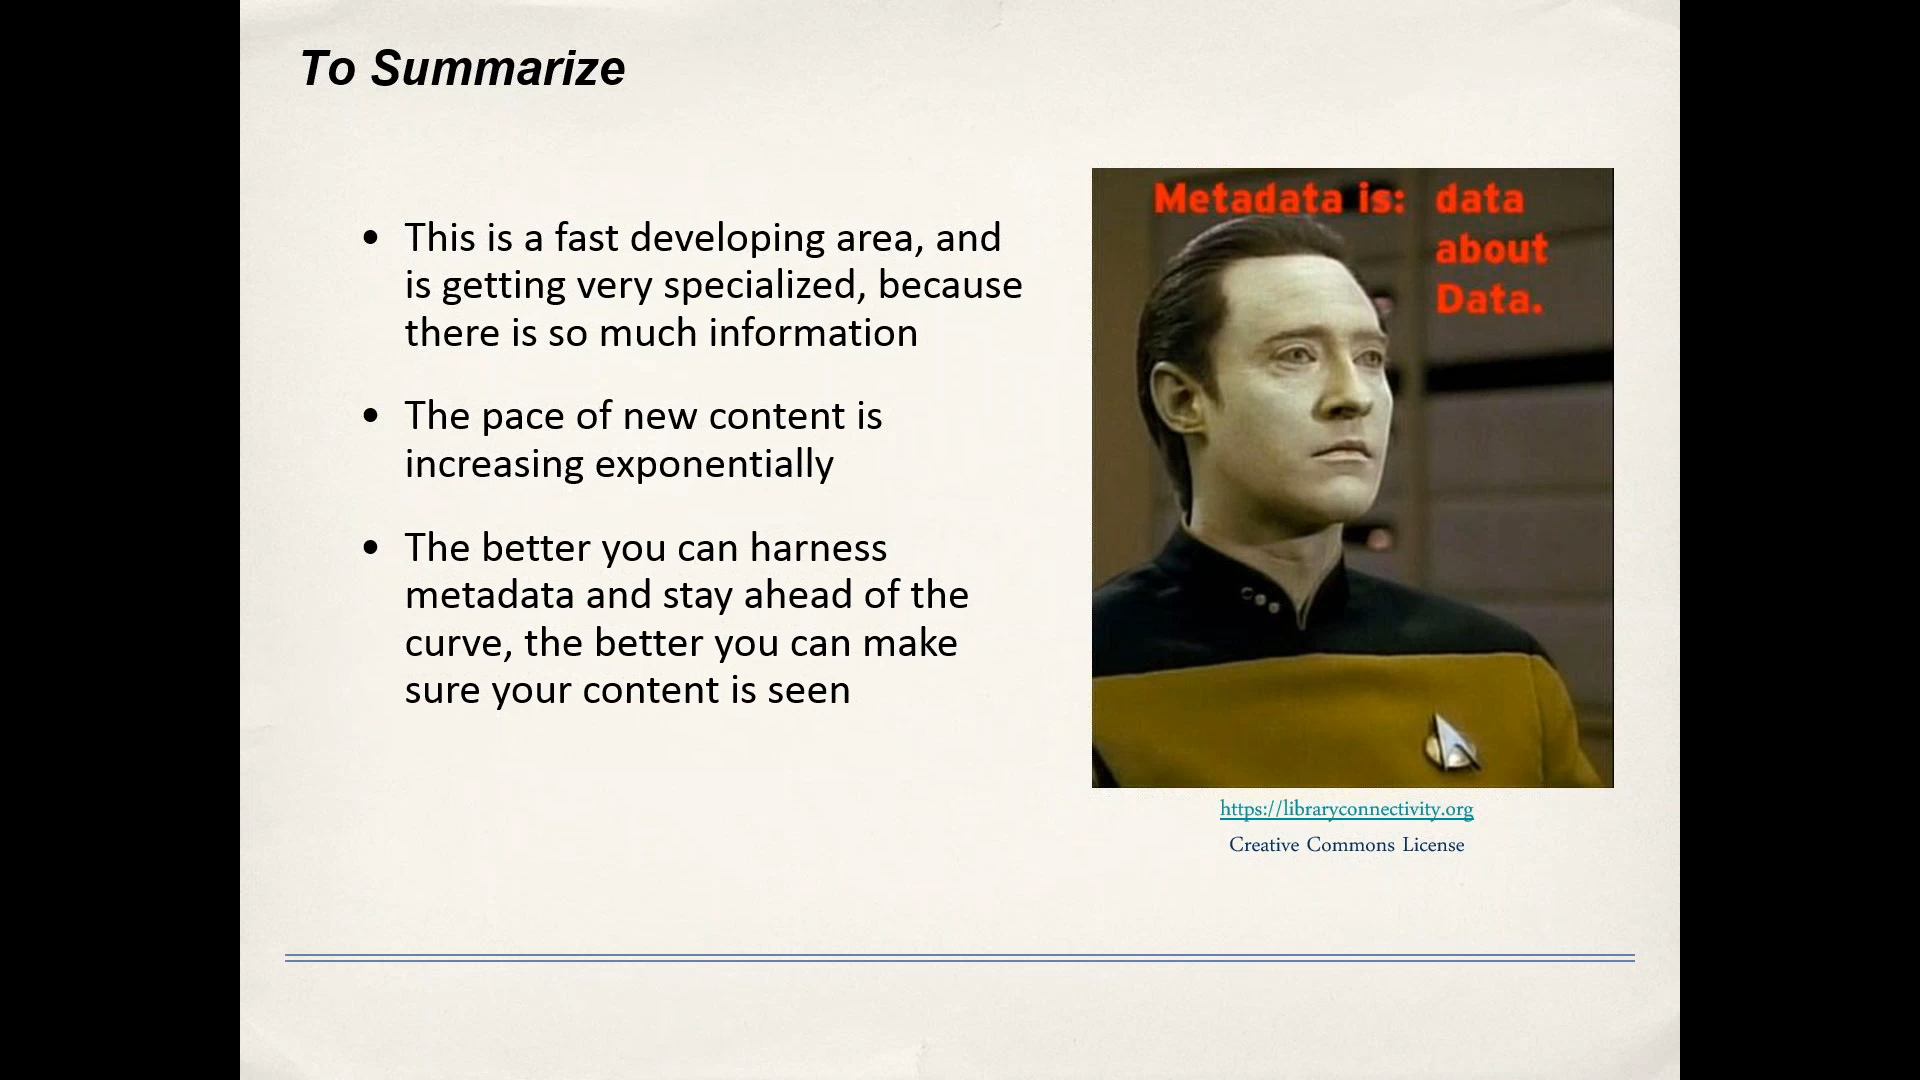 To Summarize
• This is a fast developing area, and
is getting very specialized, because
there is so much information
• The pace of new content is
increasing exponentially
• The better you can harness
metadata and stay ahead of the
curve, the better you can make
sure your content is seen
Metadata is: data
about
Data.
https://libraryconnectivity.org
Creative Commons License